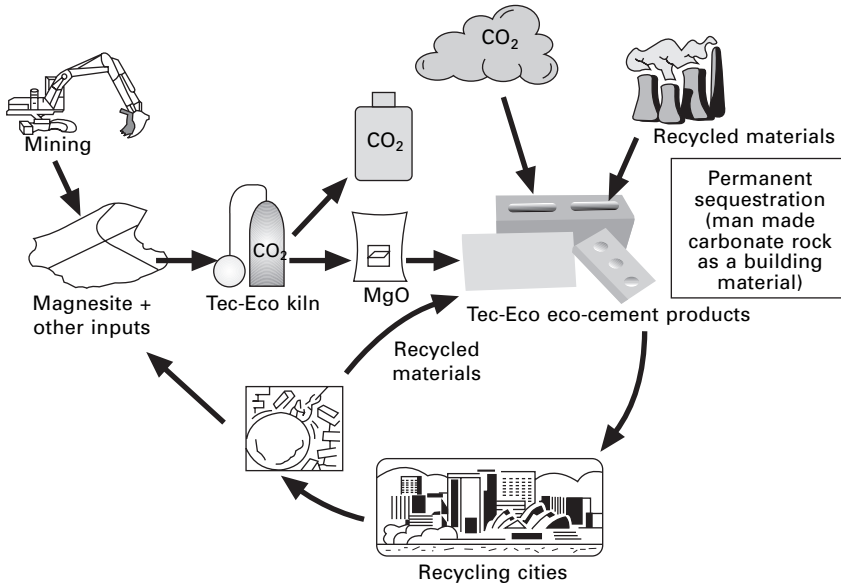 CO2
Mining
CO2
Recycled materials
Permanent
sequestration
(man made
carbonate rock
as a building
material)
CO2
Magnesite +
other inputs
Tec-Eco kiln
MgO
Tec-Eco eco-cement products
Recycled
materials
Recycling cities